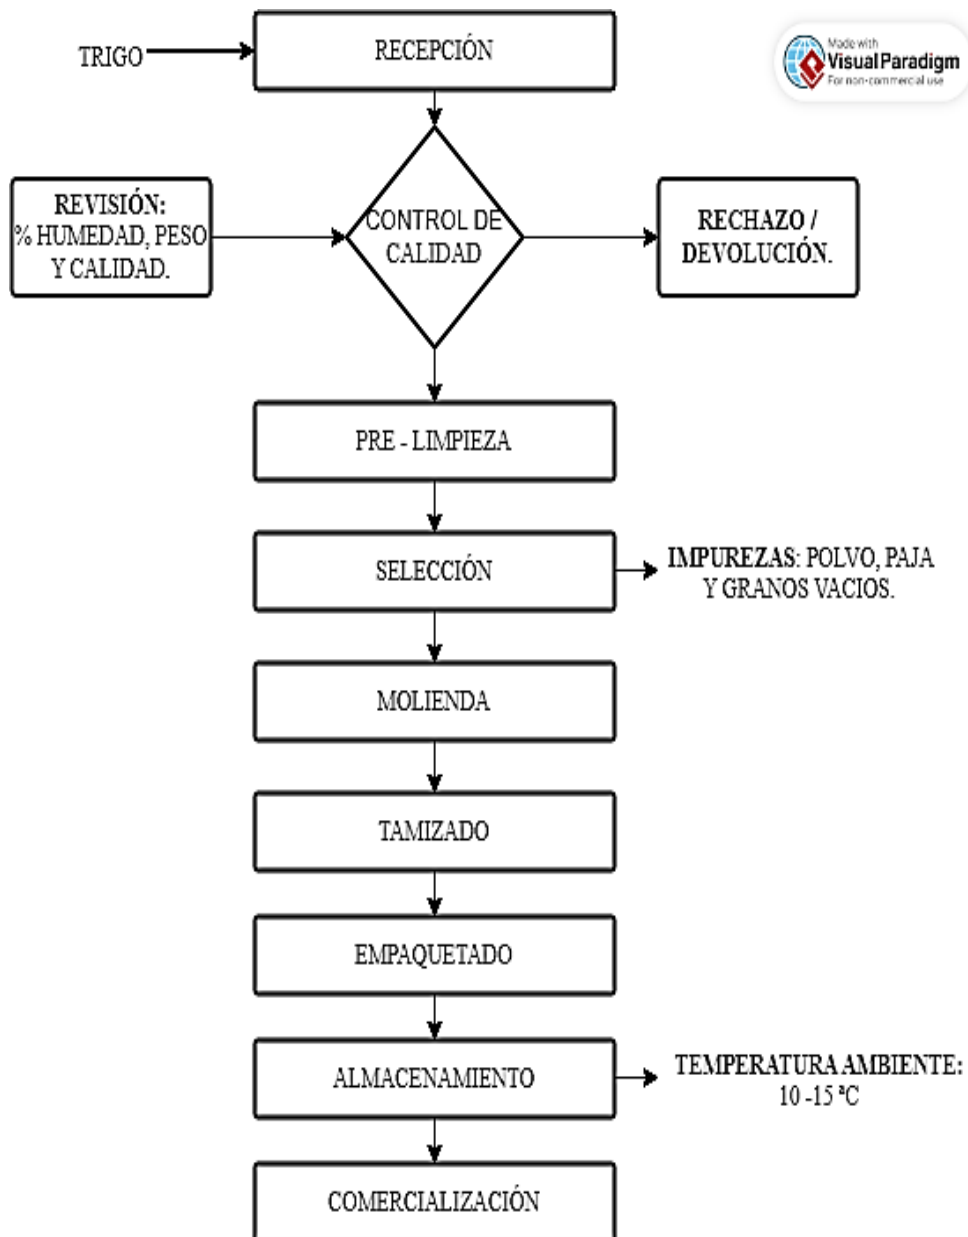 TRIGO
RECEPCIÓN
Made with
Visual Paradigm
For non-commercial use
REVISIÓN:
% HUMEDAD, PESO
Y CALIDAD.
CONTROL DE
CALIDAD
RECHAZO /
DEVOLUCIÓN.
PRE - LIMPIEZA
SELECCIÓN
IMPUREZAS: POLVO, PAJA
Y GRANOS VACIOS.
MOLIENDA
TAMIZADO
EMPAQUETADO
ALMACENAMIENTO
TEMPERATURA AMBIENTE:
10 -15 ªC
COMERCIALIZACIÓN